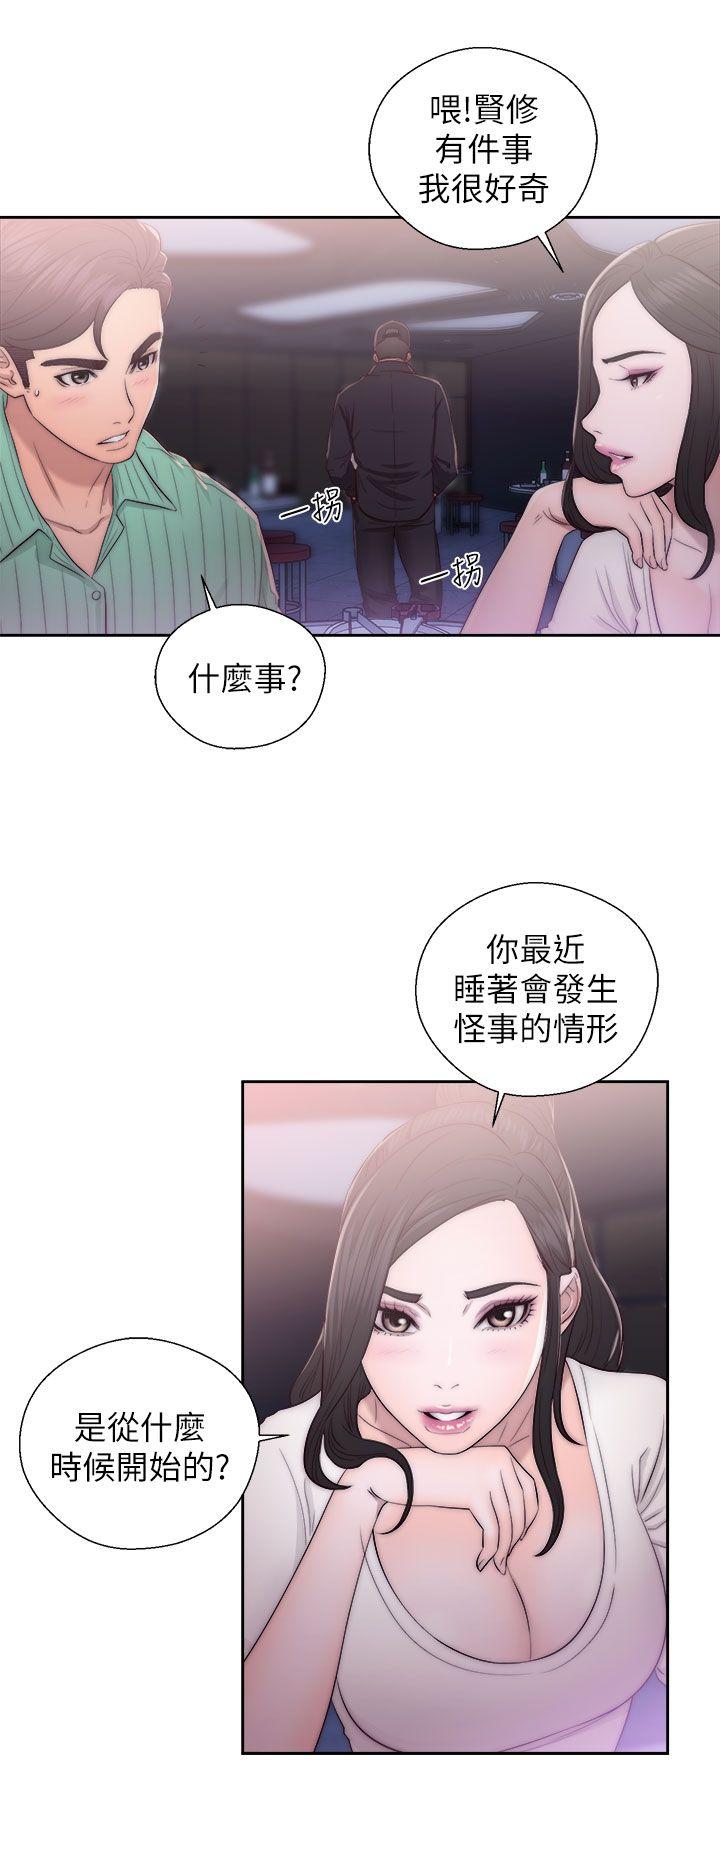 喂!賢修
有件事
我很好奇
一拐
一拐
什麼事?
你最近
睡著會發生
怪事的情形
是從什麼
時候開始的?